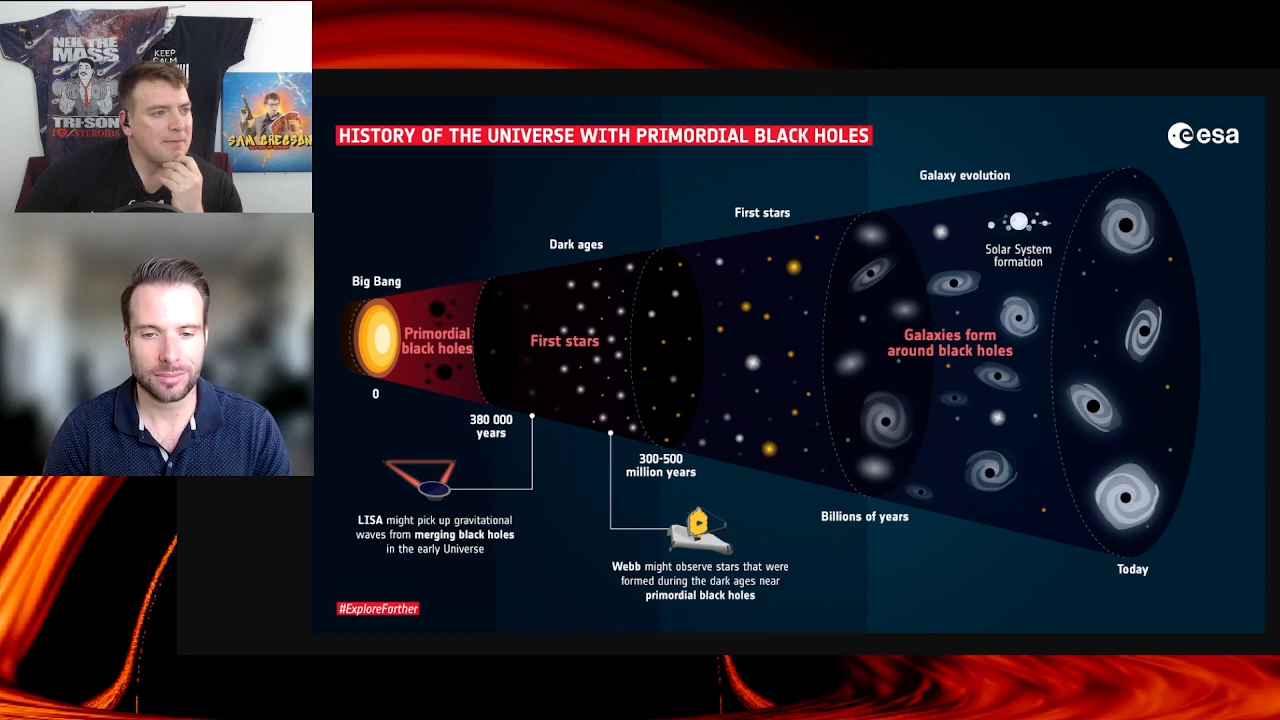 NEIL THE
MASS
TRI-SON
I ASTEROIDS
KEEP
CALM
SAM GREGSON
HISTORY OF THE UNIVERSE WITH PRIMORDIAL BLACK HOLES
esa
Galaxy evolution
First stars
Dark ages
Big Bang
Solar System
formation
Primordial
black holes
First stars
Galaxies form
around black holes
0
380 000
years
300-500
million years
Billions of years
Today
LISA might pick up gravitational
waves from merging black holes
in the early Universe
Webb might observe stars that were
formed during the dark ages near
primordial black holes
#ExploreFarther